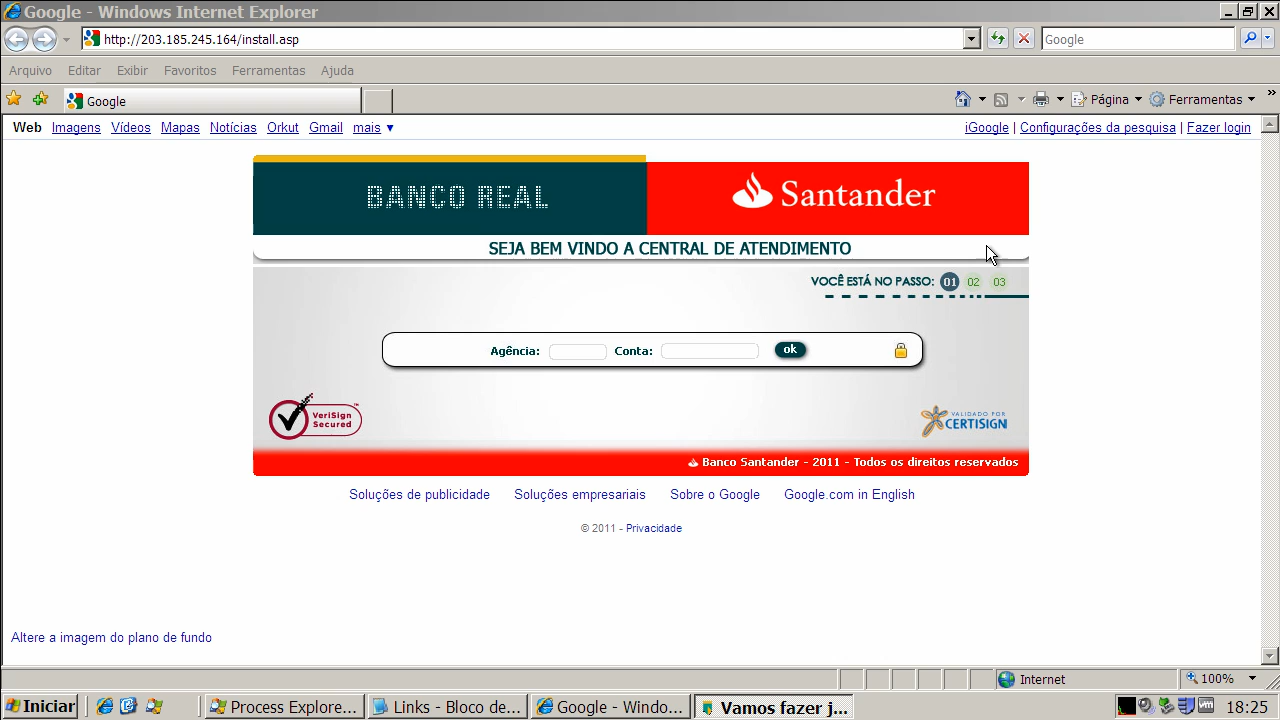 Google - Windows Internet Explorer
http://203.185.245.164/install.asp
Google
Arquivo Editar Exibir Favoritos Ferramentas Ajuda
Google
Página Ferramentas »
Web Imagens Vídeos Mapas Notícias Orkut Gmail mais ▼
iGoogle | Configurações da pesquisa | Fazer login
BANCO REAL
Santander
SEJA BEM VINDO A CENTRAL DE ATENDIMENTO
VOCÊ ESTÁ NO PASSO: 01 02 03
Agência: Conta: ok
VeriSign Secured
VALIDADO POR
CERTISIGN
Banco Santander - 2011 - Todos os direitos reservados
Soluções de publicidade Soluções empresariais Sobre o Google Google.com in English
© 2011 - Privacidade
Altere a imagem do plano de fundo
Internet 100%
Iniciar Process Explore... Links - Bloco de... Google - Windo... Vamos fazer j... 18:25